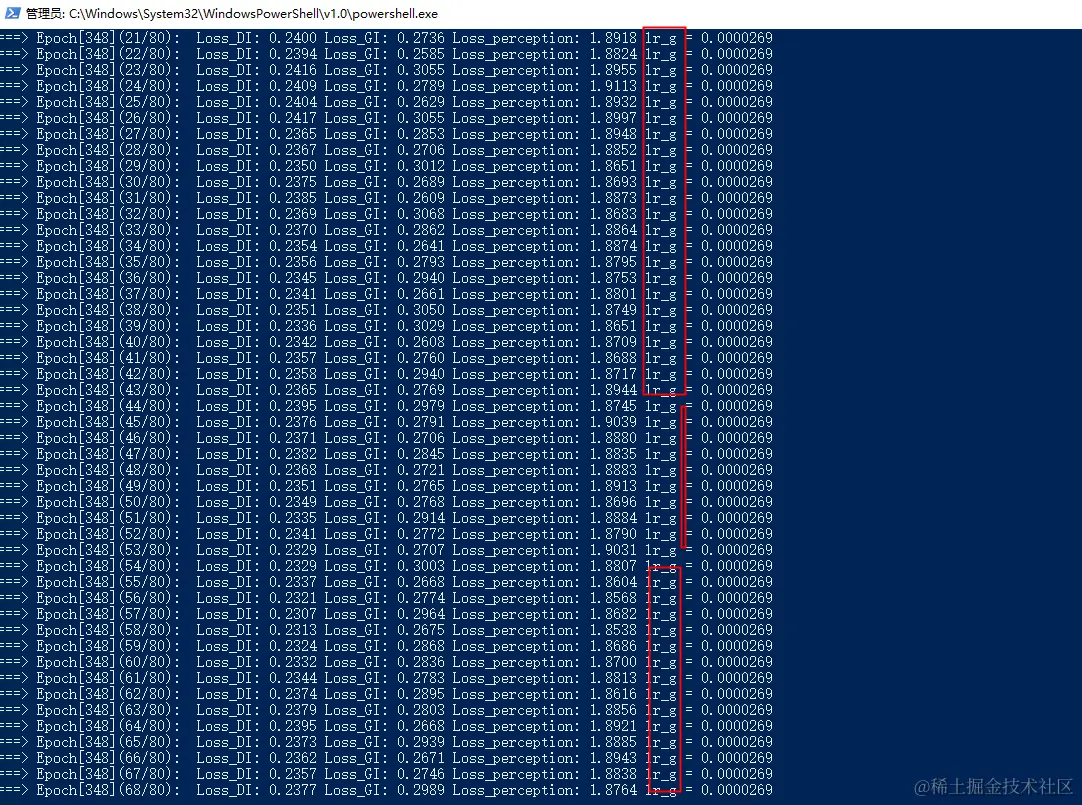 管理员: C:\Windows\System32\WindowsPowerShell\v1.0\powershell.exe
===> Epoch[348](21/80):  Loss_DI: 0.2400 Loss_GI: 0.2736 Loss_perception: 1.8918 lr_g = 0.0000269
===> Epoch[348](22/80):  Loss_DI: 0.2394 Loss_GI: 0.2585 Loss_perception: 1.8824 lr_g = 0.0000269
===> Epoch[348](23/80):  Loss_DI: 0.2416 Loss_GI: 0.3055 Loss_perception: 1.8955 lr_g = 0.0000269
===> Epoch[348](24/80):  Loss_DI: 0.2409 Loss_GI: 0.2789 Loss_perception: 1.9113 lr_g = 0.0000269
===> Epoch[348](25/80):  Loss_DI: 0.2404 Loss_GI: 0.2629 Loss_perception: 1.8932 lr_g = 0.0000269
===> Epoch[348](26/80):  Loss_DI: 0.2417 Loss_GI: 0.3055 Loss_perception: 1.8997 lr_g = 0.0000269
===> Epoch[348](27/80):  Loss_DI: 0.2365 Loss_GI: 0.2853 Loss_perception: 1.8948 lr_g = 0.0000269
===> Epoch[348](28/80):  Loss_DI: 0.2367 Loss_GI: 0.2706 Loss_perception: 1.8852 lr_g = 0.0000269
===> Epoch[348](29/80):  Loss_DI: 0.2350 Loss_GI: 0.3012 Loss_perception: 1.8651 lr_g = 0.0000269
===> Epoch[348](30/80):  Loss_DI: 0.2375 Loss_GI: 0.2689 Loss_perception: 1.8693 lr_g = 0.0000269
===> Epoch[348](31/80):  Loss_DI: 0.2385 Loss_GI: 0.2609 Loss_perception: 1.8873 lr_g = 0.0000269
===> Epoch[348](32/80):  Loss_DI: 0.2369 Loss_GI: 0.3068 Loss_perception: 1.8683 lr_g = 0.0000269
===> Epoch[348](33/80):  Loss_DI: 0.2370 Loss_GI: 0.2862 Loss_perception: 1.8864 lr_g = 0.0000269
===> Epoch[348](34/80):  Loss_DI: 0.2354 Loss_GI: 0.2641 Loss_perception: 1.8874 lr_g = 0.0000269
===> Epoch[348](35/80):  Loss_DI: 0.2356 Loss_GI: 0.2793 Loss_perception: 1.8795 lr_g = 0.0000269
===> Epoch[348](36/80):  Loss_DI: 0.2345 Loss_GI: 0.2940 Loss_perception: 1.8753 lr_g = 0.0000269
===> Epoch[348](37/80):  Loss_DI: 0.2341 Loss_GI: 0.2661 Loss_perception: 1.8801 lr_g = 0.0000269
===> Epoch[348](38/80):  Loss_DI: 0.2351 Loss_GI: 0.3050 Loss_perception: 1.8749 lr_g = 0.0000269
===> Epoch[348](39/80):  Loss_DI: 0.2336 Loss_GI: 0.3029 Loss_perception: 1.8651 lr_g = 0.0000269
===> Epoch[348](40/80):  Loss_DI: 0.2342 Loss_GI: 0.2608 Loss_perception: 1.8709 lr_g = 0.0000269
===> Epoch[348](41/80):  Loss_DI: 0.2357 Loss_GI: 0.2760 Loss_perception: 1.8688 lr_g = 0.0000269
===> Epoch[348](42/80):  Loss_DI: 0.2358 Loss_GI: 0.2940 Loss_perception: 1.8717 lr_g = 0.0000269
===> Epoch[348](43/80):  Loss_DI: 0.2365 Loss_GI: 0.2769 Loss_perception: 1.8944 lr_g = 0.0000269
===> Epoch[348](44/80):  Loss_DI: 0.2395 Loss_GI: 0.2979 Loss_perception: 1.8745 lr_g = 0.0000269
===> Epoch[348](45/80):  Loss_DI: 0.2376 Loss_GI: 0.2791 Loss_perception: 1.9039 lr_g = 0.0000269
===> Epoch[348](46/80):  Loss_DI: 0.2371 Loss_GI: 0.2706 Loss_perception: 1.8880 lr_g = 0.0000269
===> Epoch[348](47/80):  Loss_DI: 0.2382 Loss_GI: 0.2845 Loss_perception: 1.8835 lr_g = 0.0000269
===> Epoch[348](48/80):  Loss_DI: 0.2368 Loss_GI: 0.2721 Loss_perception: 1.8883 lr_g = 0.0000269
===> Epoch[348](49/80):  Loss_DI: 0.2351 Loss_GI: 0.2765 Loss_perception: 1.8913 lr_g = 0.0000269
===> Epoch[348](50/80):  Loss_DI: 0.2349 Loss_GI: 0.2768 Loss_perception: 1.8696 lr_g = 0.0000269
===> Epoch[348](51/80):  Loss_DI: 0.2335 Loss_GI: 0.2914 Loss_perception: 1.8884 lr_g = 0.0000269
===> Epoch[348](52/80):  Loss_DI: 0.2341 Loss_GI: 0.2772 Loss_perception: 1.8790 lr_g = 0.0000269
===> Epoch[348](53/80):  Loss_DI: 0.2329 Loss_GI: 0.2707 Loss_perception: 1.9031 lr_g = 0.0000269
===> Epoch[348](54/80):  Loss_DI: 0.2329 Loss_GI: 0.3003 Loss_perception: 1.8807 lr_g = 0.0000269
===> Epoch[348](55/80):  Loss_DI: 0.2337 Loss_GI: 0.2668 Loss_perception: 1.8604 lr_g = 0.0000269
===> Epoch[348](56/80):  Loss_DI: 0.2321 Loss_GI: 0.2774 Loss_perception: 1.8568 lr_g = 0.0000269
===> Epoch[348](57/80):  Loss_DI: 0.2307 Loss_GI: 0.2964 Loss_perception: 1.8682 lr_g = 0.0000269
===> Epoch[348](58/80):  Loss_DI: 0.2313 Loss_GI: 0.2675 Loss_perception: 1.8538 lr_g = 0.0000269
===> Epoch[348](59/80):  Loss_DI: 0.2324 Loss_GI: 0.2868 Loss_perception: 1.8686 lr_g = 0.0000269
===> Epoch[348](60/80):  Loss_DI: 0.2332 Loss_GI: 0.2836 Loss_perception: 1.8700 lr_g = 0.0000269
===> Epoch[348](61/80):  Loss_DI: 0.2344 Loss_GI: 0.2783 Loss_perception: 1.8813 lr_g = 0.0000269
===> Epoch[348](62/80):  Loss_DI: 0.2374 Loss_GI: 0.2895 Loss_perception: 1.8616 lr_g = 0.0000269
===> Epoch[348](63/80):  Loss_DI: 0.2379 Loss_GI: 0.2803 Loss_perception: 1.8856 lr_g = 0.0000269
===> Epoch[348](64/80):  Loss_DI: 0.2395 Loss_GI: 0.2668 Loss_perception: 1.8921 lr_g = 0.0000269
===> Epoch[348](65/80):  Loss_DI: 0.2373 Loss_GI: 0.2939 Loss_perception: 1.8885 lr_g = 0.0000269
===> Epoch[348](66/80):  Loss_DI: 0.2362 Loss_GI: 0.2671 Loss_perception: 1.8943 lr_g = 0.0000269
===> Epoch[348](67/80):  Loss_DI: 0.2357 Loss_GI: 0.2746 Loss_perception: 1.8838 lr_g = 0.0000269
===> Epoch[348](68/80):  Loss_DI: 0.2377 Loss_GI: 0.2989 Loss_perception: 1.8764 lr_g = 0.0000269
@稀土掘金技术社区